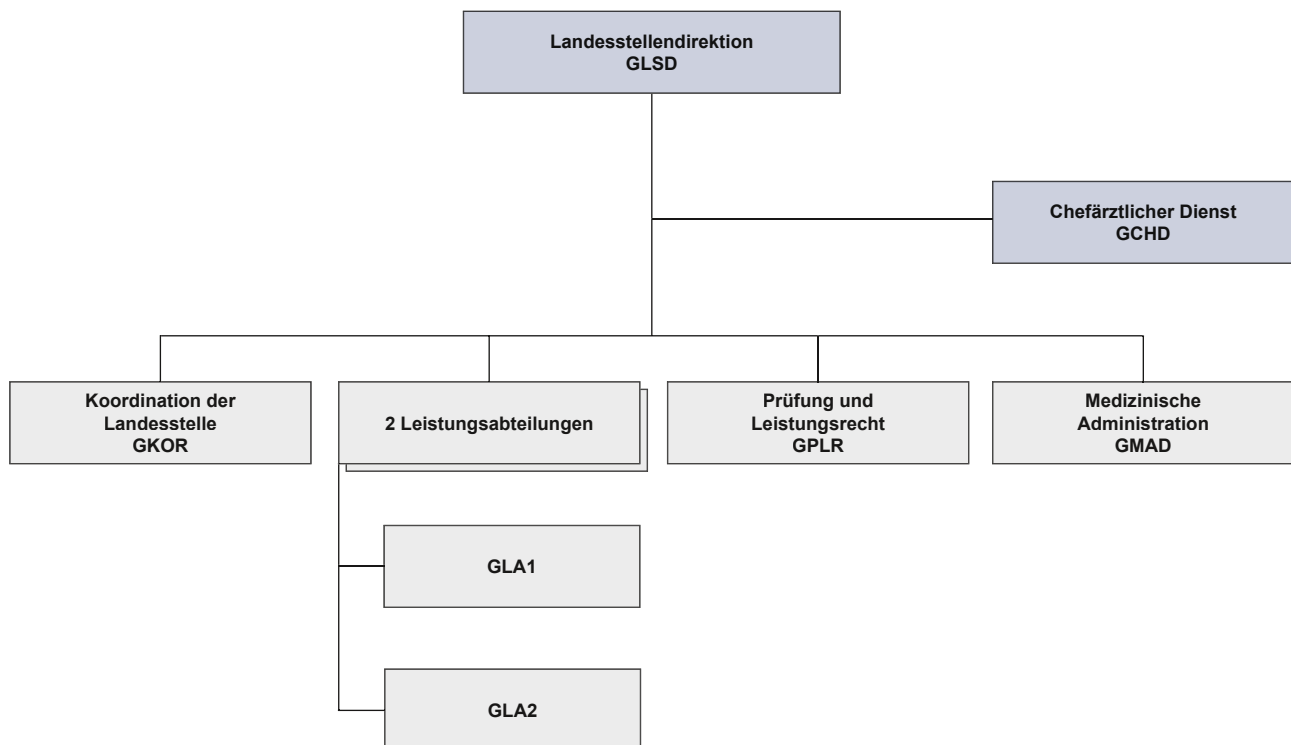 Landesstellendirektion
GLSD
Chefärztlicher Dienst
GCHD
Koordination der
Landesstelle
GKOR
2 Leistungsabteilungen
Prüfung und
Leistungsrecht
GPLR
Medizinische
Administration
GMAD
GLA1
GLA2